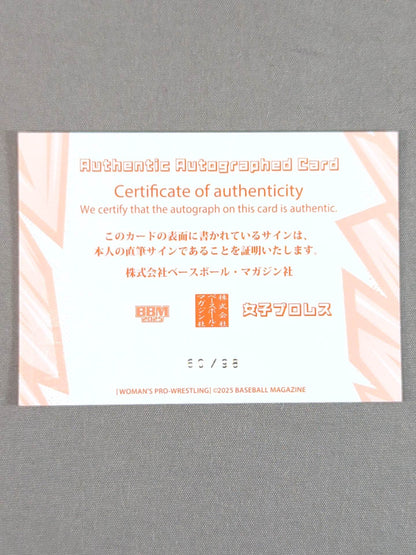 Authentic Autographed Card
Certificate of authenticity
We certify that the autograph on this card is authentic.
このカードの表面に書かれているサインは、
本人の直筆サインであることを証明いたします。
株式会社ベースボール・マガジン社
BBM
2025
株式会社
ベースボール
マガジン社
女子プロレス
60/98
[WOMAN'S PRO-WRESTLING] ©2025 BASEBALL MAGAZINE